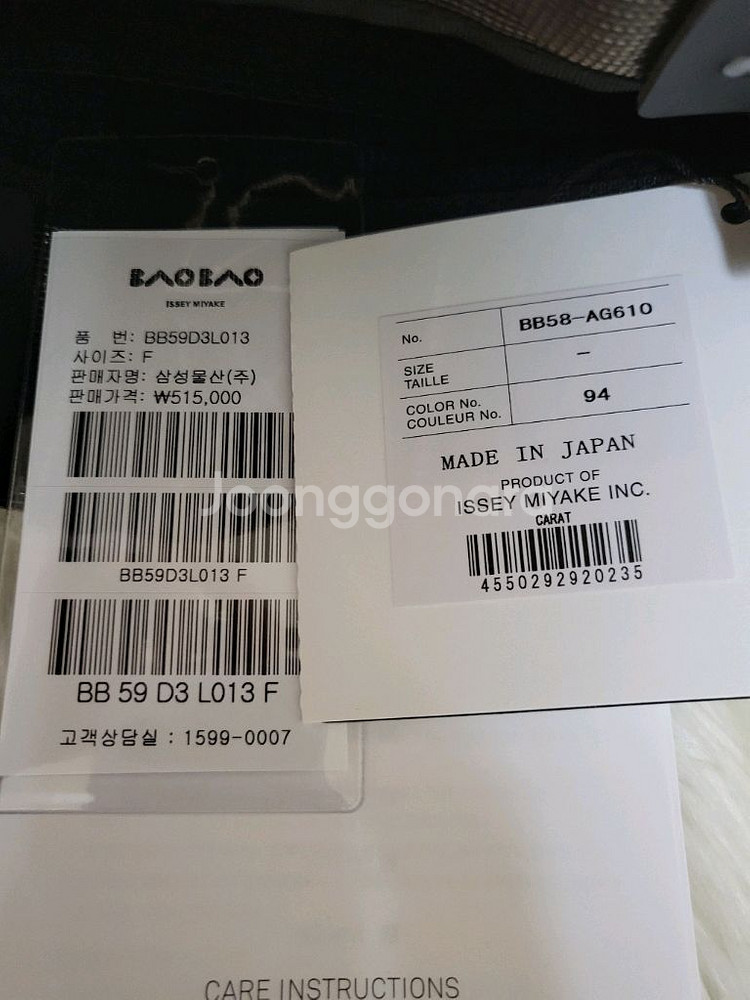 BAOBAO
ISSEY MIYAKE
품 번: BB59D3L013
사이즈: F
판매자명: 삼성물산(주)
판매가격: ₩515,000
BB59D3L013 F
BB 59 D3 L013 F
고객상담실 : 1599-0007
No. BB58-AG610
SIZE
TAILLE -
COLOR No.
COULEUR No. 94
MADE IN JAPAN
PRODUCT OF
ISSEY MIYAKE INC.
CARAT
4550292920235
Joonggonara
CARE INSTRUCTIONS